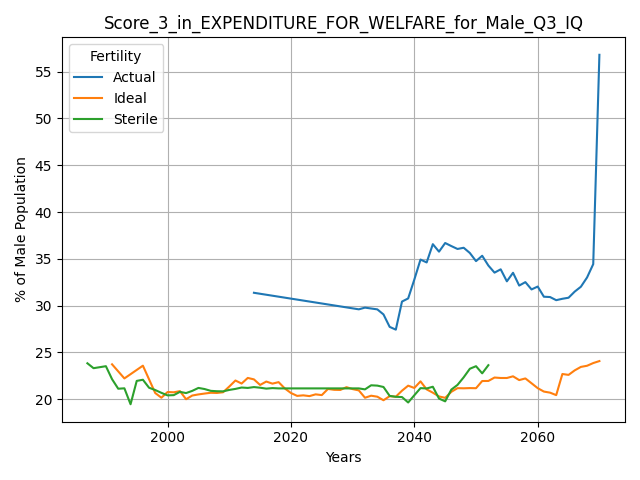 Score_3_in_EXPENDITURE_FOR_WELFARE_for_Male_Q3_IQ
Fertility
Actual
Ideal
Sterile
% of Male Population
55
50
45
40
35
30
25
20
2000
2020
2040
2060
Years